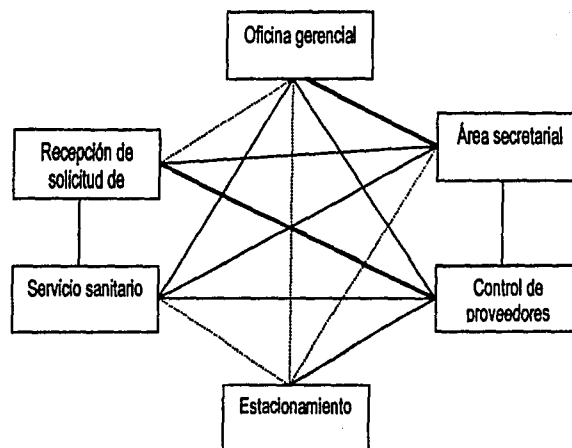 Oficina gerencial
Recepción de
solicitud de
Área secretarial
Servicio sanitario
Control de
proveedores
Estacionamiento